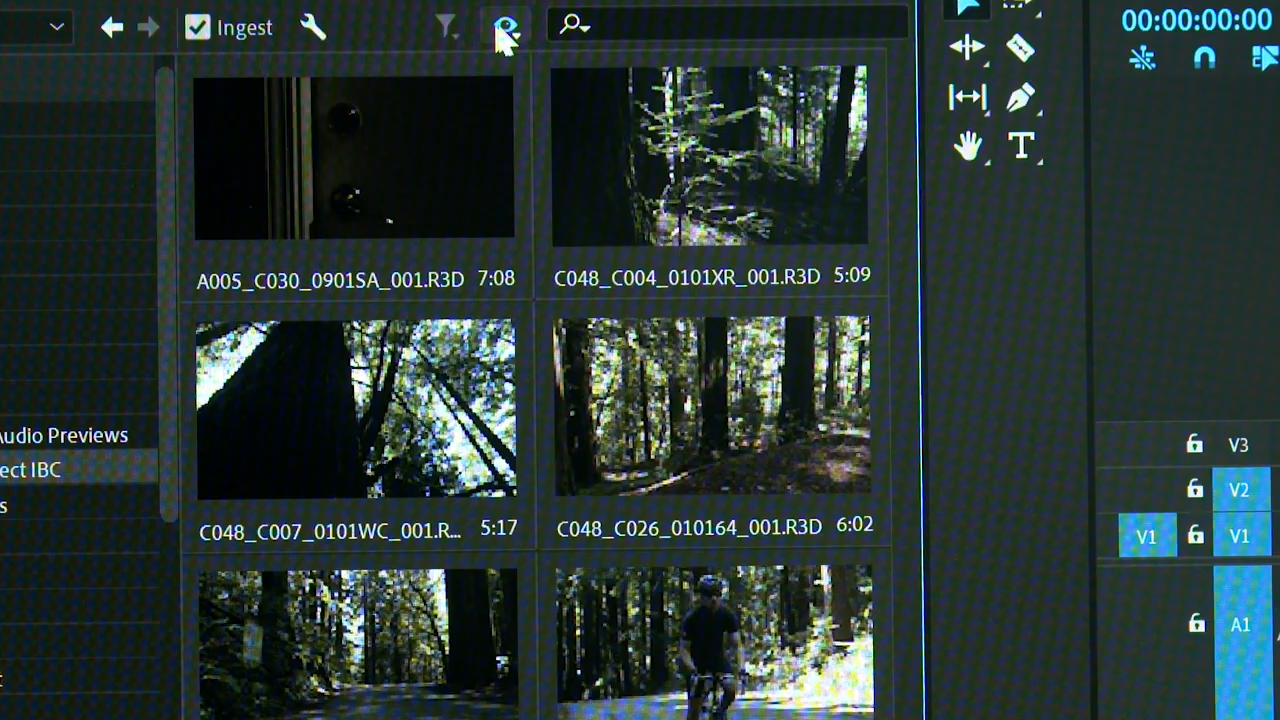 Ingest
00:00:00:00
T
A005_C030_0901SA_001.R3D 7:08
C048_C004_0101XR_001.R3D 5:09
Audio Previews
ect IBC
s
C048_C007_0101WC_001.R... 5:17
C048_C026_010164_001.R3D 6:02
V3
V2
V1 V1
A1
t